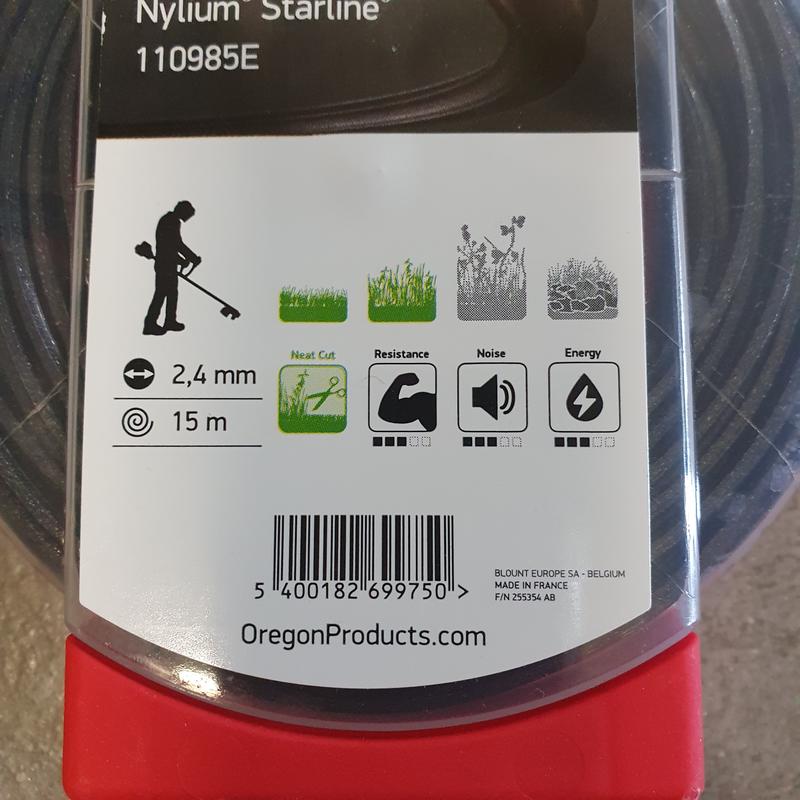 Nylium® Starline®
110985E
2,4 mm
15 m
Neat Cut
Resistance
Noise
Energy
5 400182 699750 >
BLOUNT EUROPE SA - BELGIUM
MADE IN FRANCE
F/N 255354 AB
OregonProducts.com